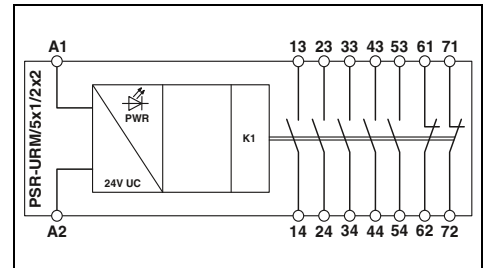 A1 13 23 33 43 53 61 71
PSR-URM/5x1/2x2
PWR
K1
24V UC
A2 14 24 34 44 54 62 72